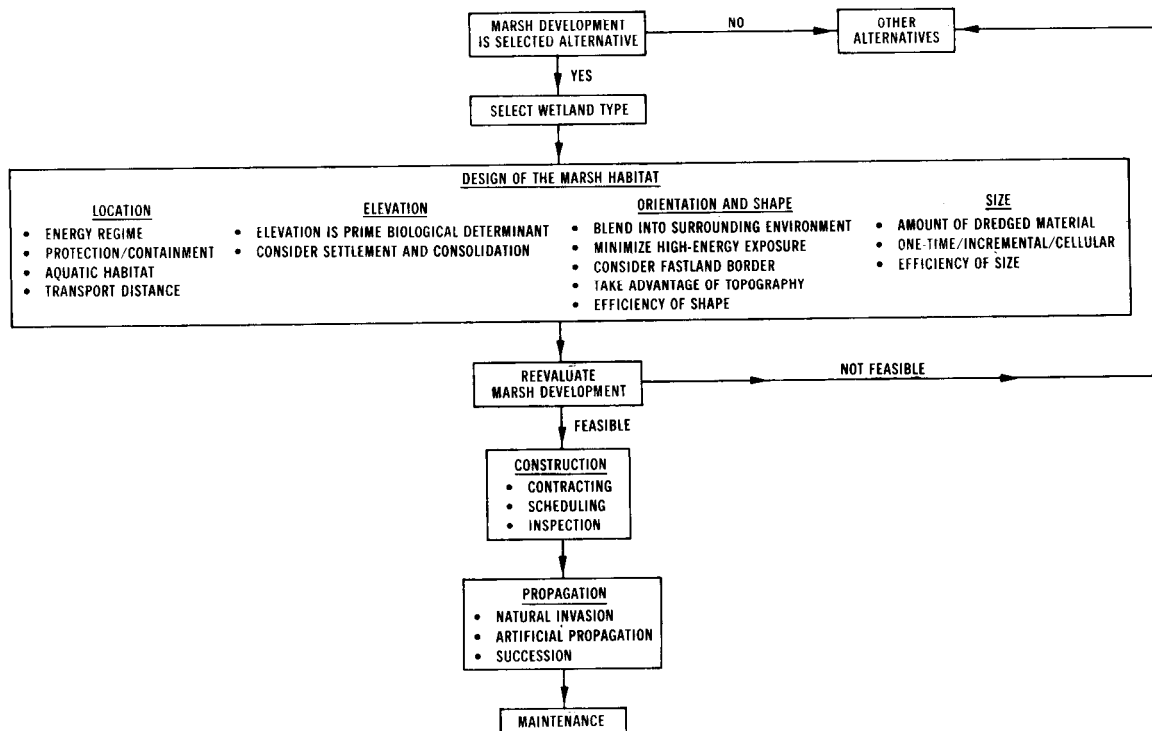 MARSH DEVELOPMENT
IS SELECTED ALTERNATIVE
NO
OTHER
ALTERNATIVES
YES
SELECT WETLAND TYPE
DESIGN OF THE MARSH HABITAT
LOCATION
• ENERGY REGIME
• PROTECTION/CONTAINMENT
• AQUATIC HABITAT
• TRANSPORT DISTANCE
ELEVATION
• ELEVATION IS PRIME BIOLOGICAL DETERMINANT
• CONSIDER SETTLEMENT AND CONSOLIDATION
ORIENTATION AND SHAPE
• BLEND INTO SURROUNDING ENVIRONMENT
• MINIMIZE HIGH-ENERGY EXPOSURE
• CONSIDER FASTLAND BORDER
• TAKE ADVANTAGE OF TOPOGRAPHY
• EFFICIENCY OF SHAPE
SIZE
• AMOUNT OF DREDGED MATERIAL
• ONE-TIME/INCREMENTAL/CELLULAR
• EFFICIENCY OF SIZE
REEVALUATE
MARSH DEVELOPMENT
NOT FEASIBLE
FEASIBLE
CONSTRUCTION
• CONTRACTING
• SCHEDULING
• INSPECTION
PROPAGATION
• NATURAL INVASION
• ARTIFICIAL PROPAGATION
• SUCCESSION
MAINTENANCE